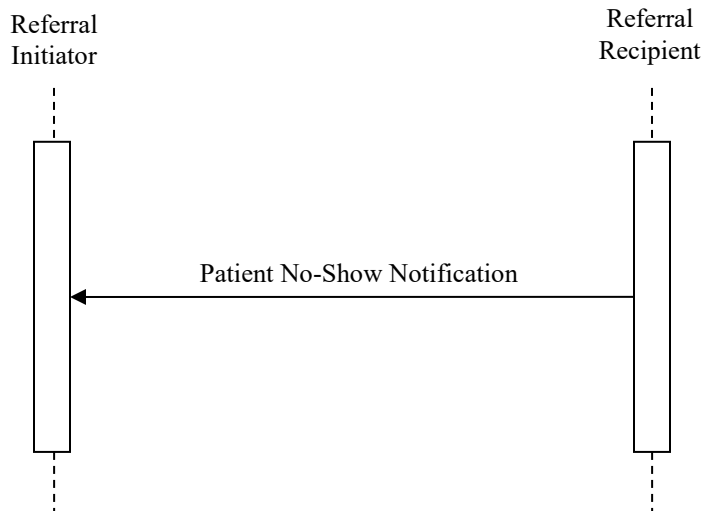 Referral
Initiator
Referral
Recipient
Patient No-Show Notification